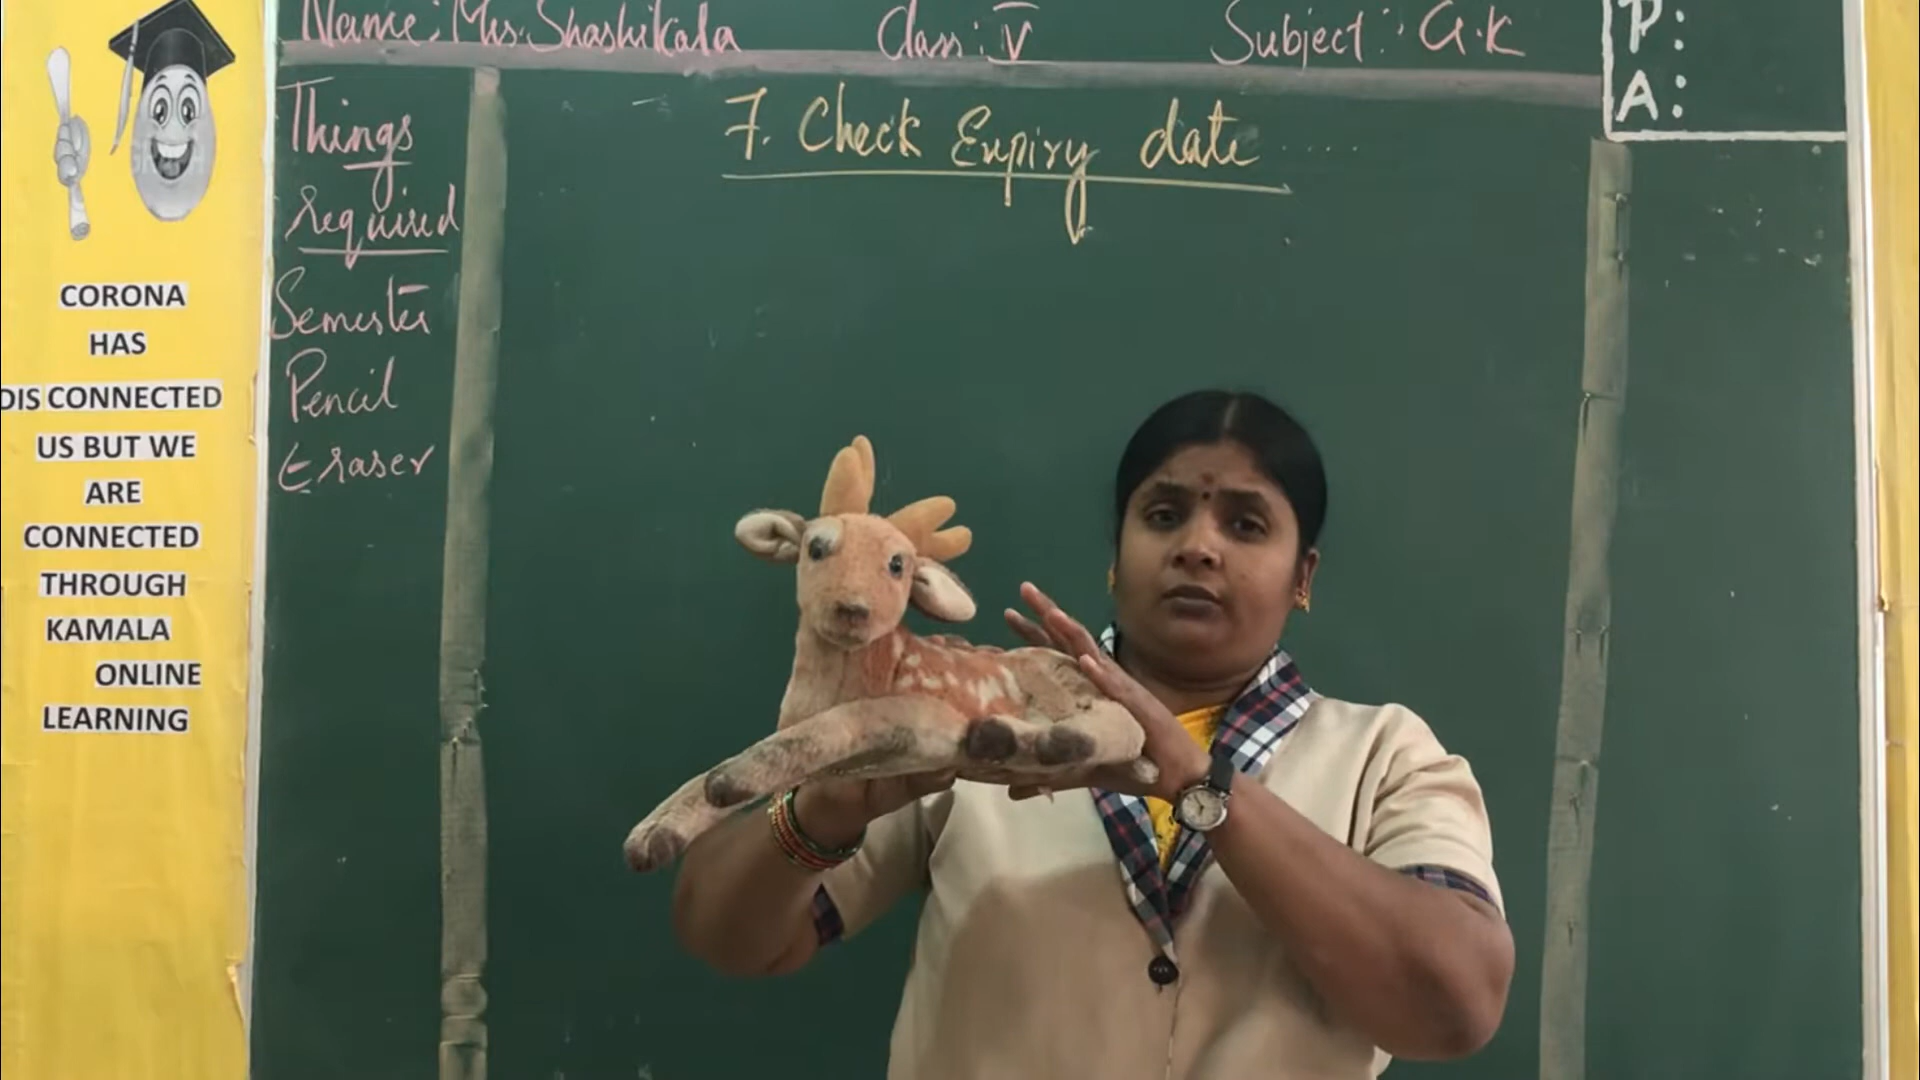 Name: Mrs. Shashikala Class: V Subject: G.K
P:
A:
7. Check Expiry date .....
Things
required
Semester
Pencil
Eraser
CORONA
HAS
DIS CONNECTED
US BUT WE
ARE
CONNECTED
THROUGH
KAMALA
ONLINE
LEARNING